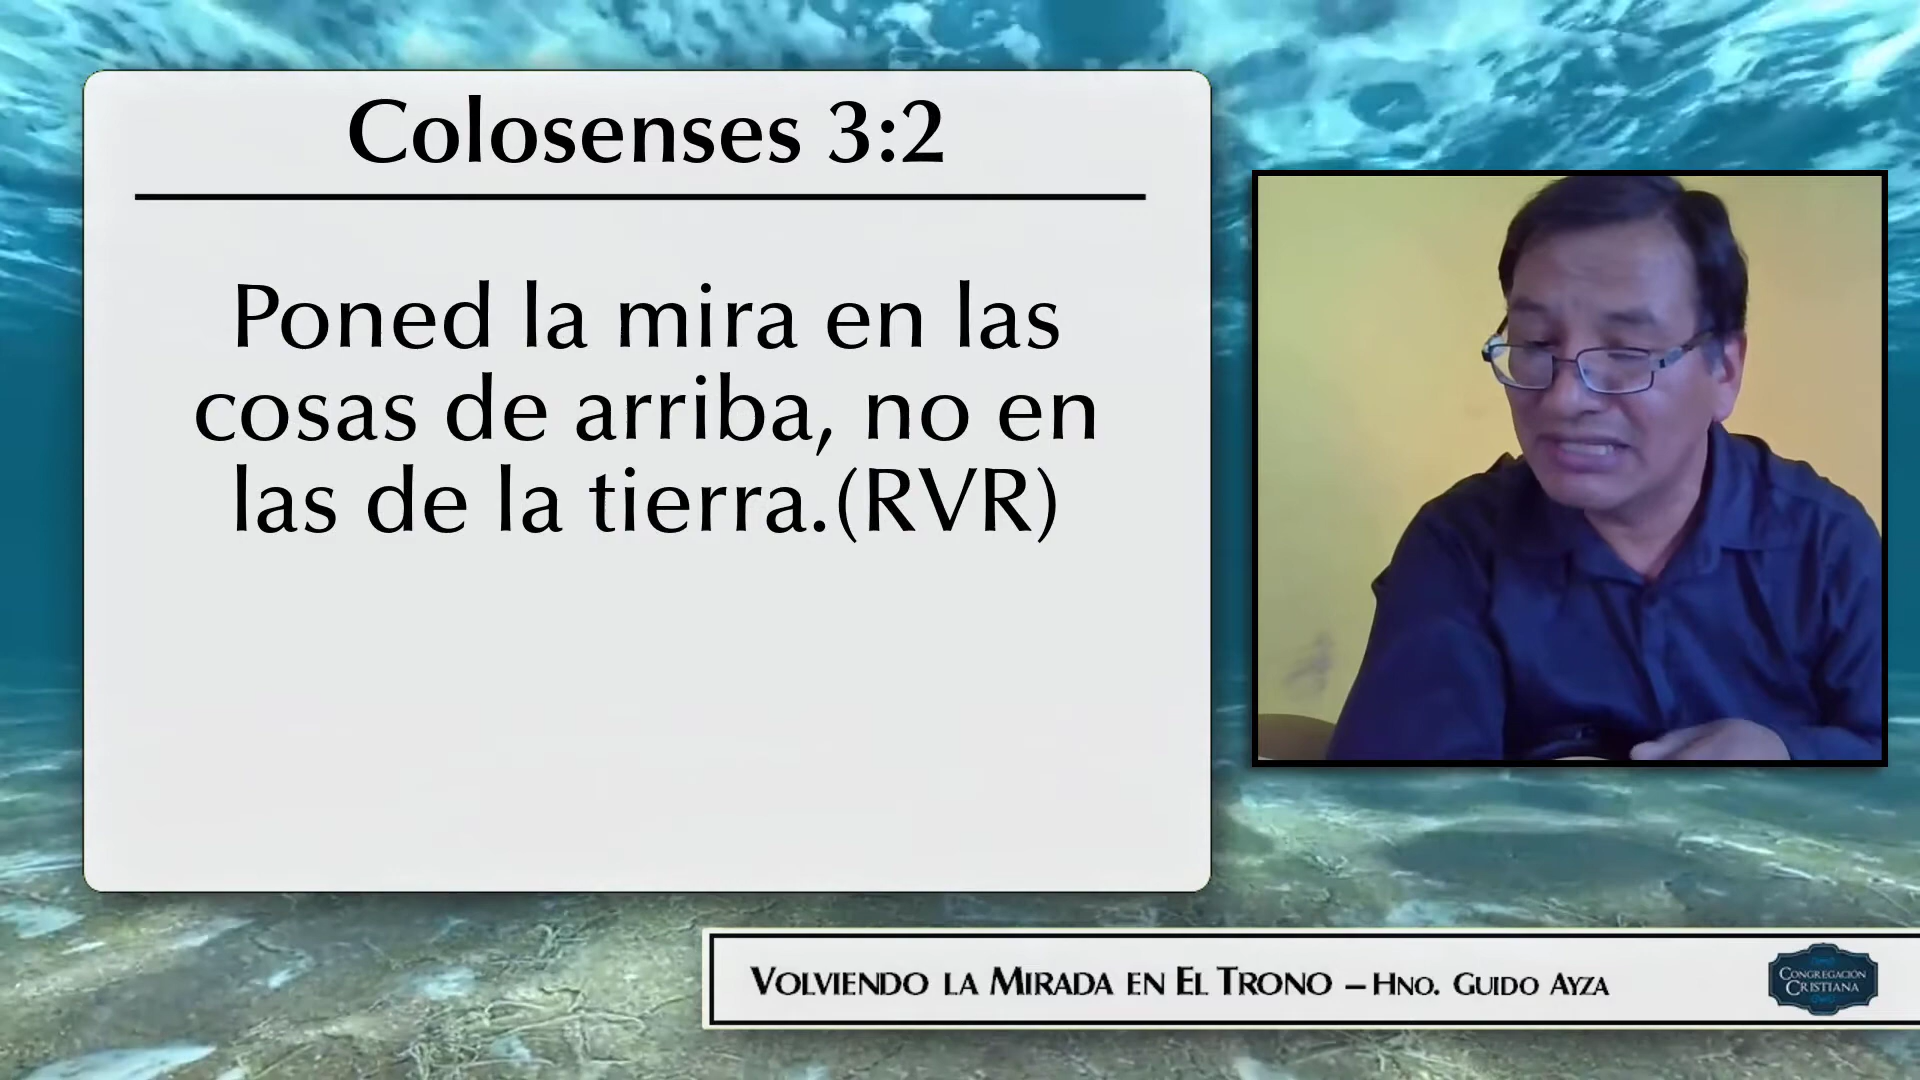 Colosenses 3:2
Poned la mira en las
cosas de arriba, no en
las de la tierra.(RVR)
VOLVIENDO LA MIRADA EN EL TRONO – HNO. GUIDO AYZA
CONGREGACIÓN
CRISTIANA